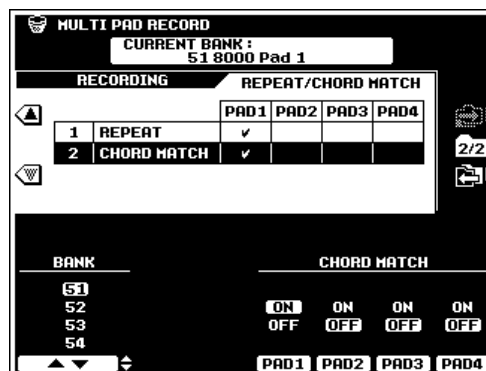 MULTI PAD RECORD
CURRENT BANK :
51 8000 Pad 1
RECORDING REPEAT/CHORD MATCH
PAD1 PAD2 PAD3 PAD4
1 REPEAT ✓
2 CHORD MATCH ✓
2/2
BANK CHORD MATCH
51
52 ON ON ON ON
53 OFF OFF OFF OFF
54
PAD1 PAD2 PAD3 PAD4